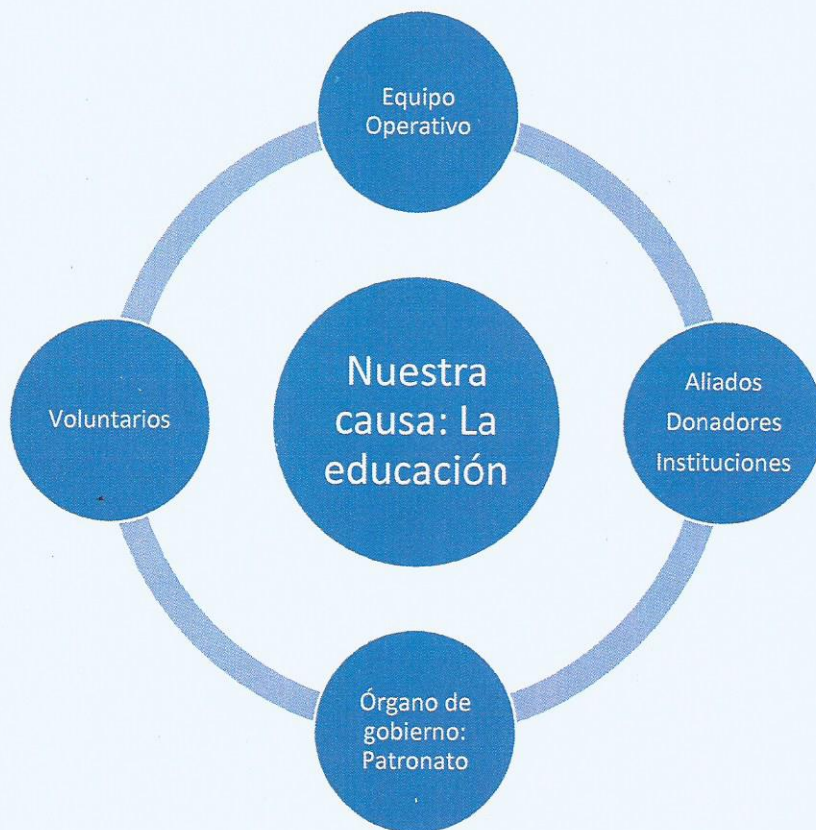 Equipo
Operativo
Nuestra
causa: La
educación
Aliados
Donadores
Instituciones
Voluntarios
Órgano de
gobierno:
Patronato